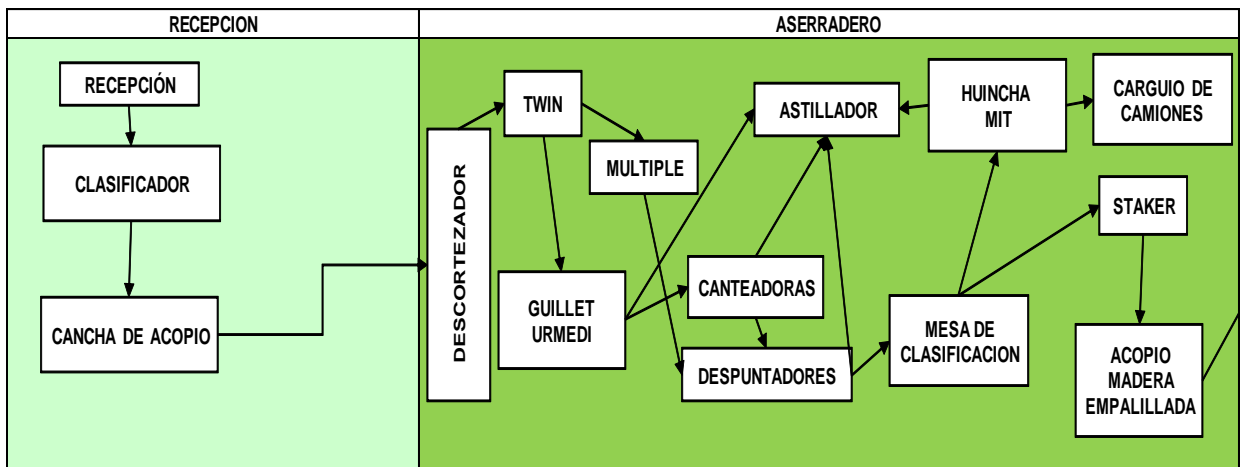 RECEPCION
ASERRADERO
RECEPCIÓN
CLASIFICADOR
CANCHA DE ACOPIO
DESCORTEZADOR
TWIN
MULTIPLE
GUILLET
URMEDI
ASTILLADOR
CANTEADORAS
DESPUNTADORES
HUINCHA
MIT
CARGUIO DE
CAMIONES
MESA DE
CLASIFICACION
STAKER
ACOPIO
MADERA
EMPALILLADA